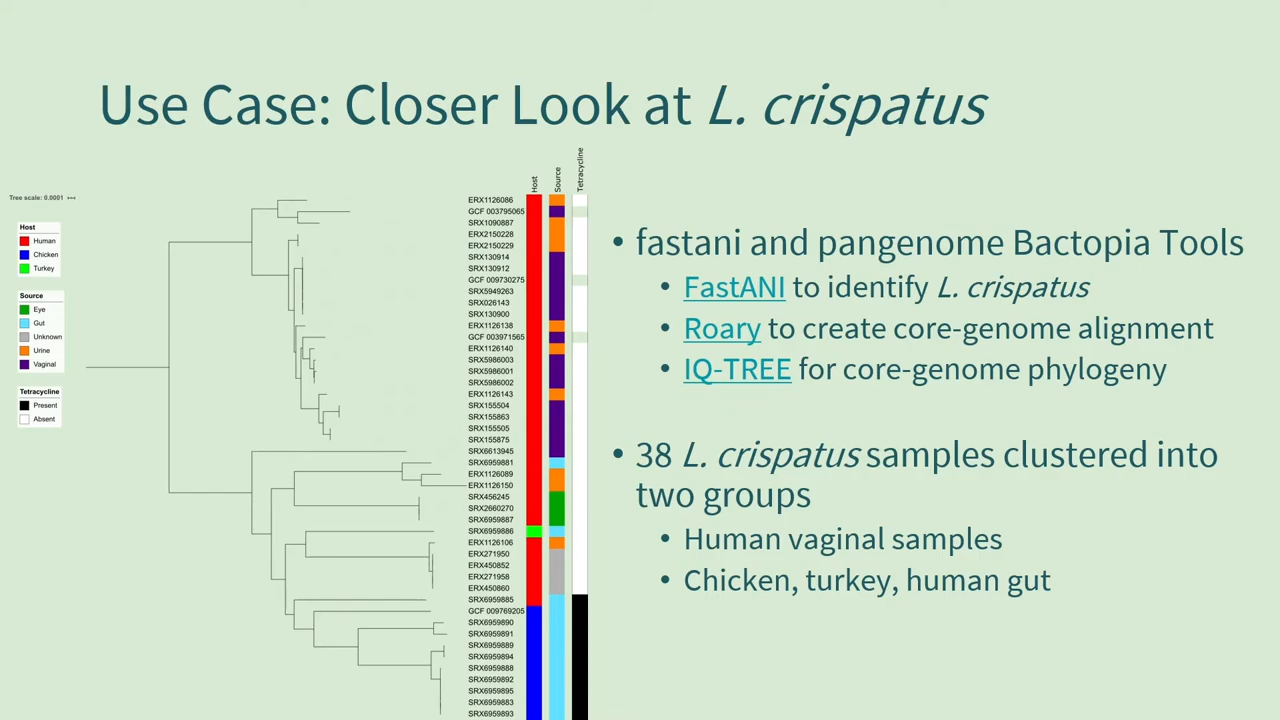 Use Case: Closer Look at L. crispatus
Tree scale: 0.0001
Host
Human
Chicken
Turkey
Source
Eye
Gut
Unknown
Urine
Vaginal
Tetracycline
Present
Absent
Host
Source
Tetracycline
ERX1126086
GCF 003795065
SRX1090887
ERX2150228
ERX2150229
SRX130914
SRX130912
GCF 009730275
SRX5949263
SRX026143
SRX130900
ERX1126138
GCF 003971565
ERX1126140
SRX5986003
SRX5986001
SRX5986002
ERX1126143
SRX155504
SRX155863
SRX155505
SRX155875
SRX6613945
SRX6959881
ERX1126089
ERX1126150
SRX456245
SRX2660270
SRX6959887
SRX6959886
ERX1126106
ERX271950
ERX450852
ERX271958
ERX450860
SRX6959885
GCF 009769205
SRX6959890
SRX6959891
SRX6959889
SRX6959894
SRX6959888
SRX6959892
SRX6959895
SRX6959883
SRX6959893
• fastani and pangenome Bactopia Tools
• FastANI to identify L. crispatus
• Roary to create core-genome alignment
• IQ-TREE for core-genome phylogeny
• 38 L. crispatus samples clustered into
two groups
• Human vaginal samples
• Chicken, turkey, human gut